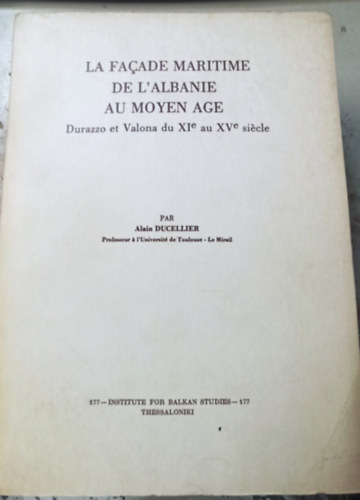 LA FAÇADE MARITIME
DE L'ALBANIE
AU MOYEN AGE
Durazzo et Valona du XIe au XVe siècle
PAR
Alain DUCELLIER
Professeur à l'Université de Toulouse - Le Mirail
177—INSTITUTE FOR BALKAN STUDIES—177
THESSALONIKI